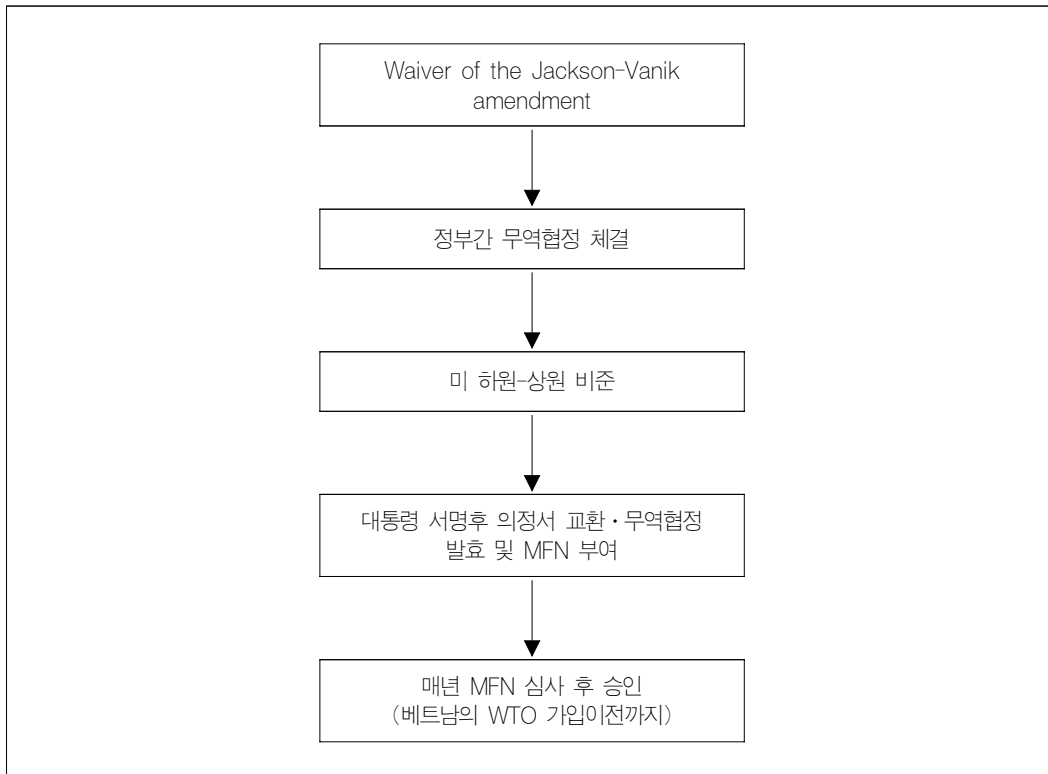 Waiver of the Jackson-Vanik
amendment
정부간 무역협정 체결
미 하원-상원 비준
대통령 서명후 의정서 교환·무역협정
발효 및 MFN 부여
매년 MFN 심사 후 승인
(베트남의 WTO 가입이전까지)